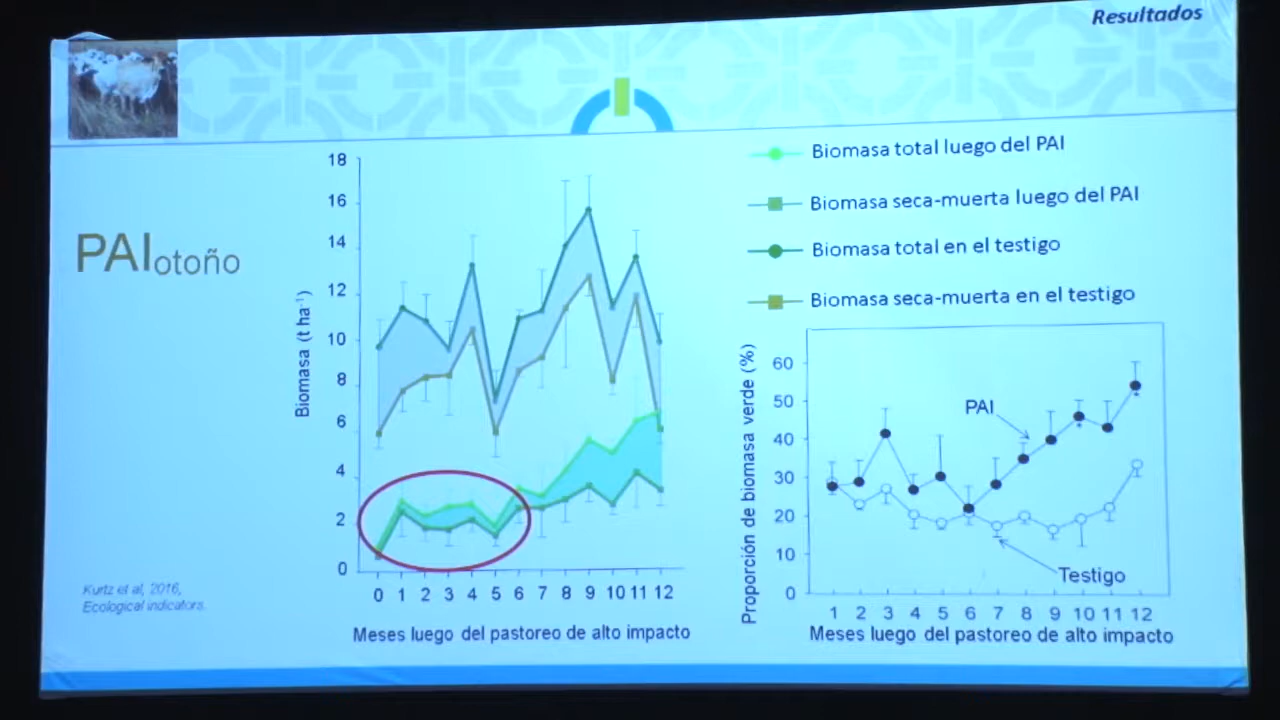 Resultados
PAIotoño
Biomasa total luego del PAI
Biomasa seca-muerta luego del PAI
Biomasa total en el testigo
Biomasa seca-muerta en el testigo
Biomasa (t ha⁻¹)
18
16
14
12
10
8
6
4
2
0
0 1 2 3 4 5 6 7 8 9 10 11 12
Meses luego del pastoreo de alto impacto
Proporción de biomasa verde (%)
60
50
40
30
20
10
0
PAI
Testigo
1 2 3 4 5 6 7 8 9 10 11 12
Meses luego del pastoreo de alto impacto
Kurtz et al, 2016,
Ecological indicators.